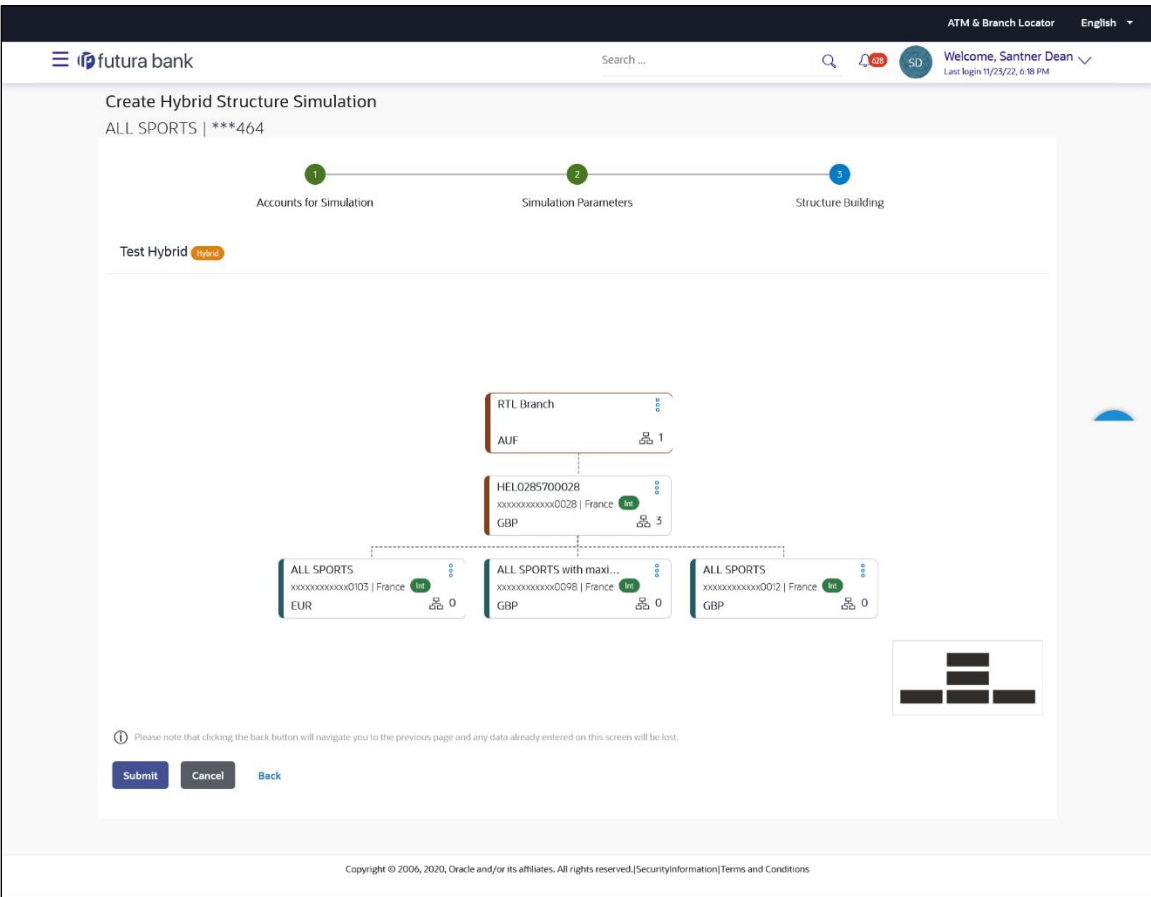 ATM & Branch Locator English
futura bank Search ... 628 SD Welcome, Santner Dean
Last login 11/23/22, 6:18 PM
Create Hybrid Structure Simulation
ALL SPORTS | ***464
1 2 3
Accounts for Simulation Simulation Parameters Structure Building
Test Hybrid Hybrid
RTL Branch
AUF 1
HEL0285700028
xxxxxxxxxxxx0028 | France Int
GBP 3
ALL SPORTS
xxxxxxxxxxxx0103 | France Int
EUR 0
ALL SPORTS with maxi...
xxxxxxxxxxxx0098 | France Int
GBP 0
ALL SPORTS
xxxxxxxxxxxx0012 | France Int
GBP 0
Please note that clicking the back button will navigate you to the previous page and any data already entered on this screen will be lost.
Submit Cancel Back
Copyright © 2006, 2020, Oracle and/or its affiliates. All rights reserved.|SecurityInformation|Terms and Conditions